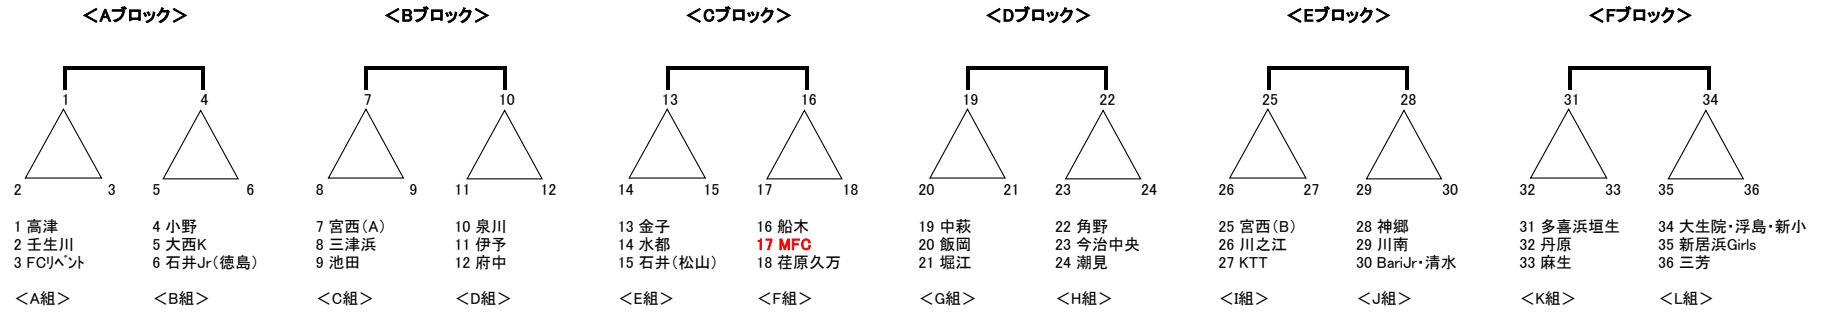 ＜Aブロック＞ ＜Bブロック＞ ＜Cブロック＞ ＜Dブロック＞ ＜Eブロック＞ ＜Fブロック＞
1 4 7 10 13 16 19 22 25 28 31 34
2 3 5 6 8 9 11 12 14 15 17 18 20 21 23 24 26 27 29 30 32 33 35 36
1 高津 4 小野 7 宮西（A） 10 泉川 13 金子 16 船木 19 中萩 22 角野 25 宮西（B） 28 神郷 31 多喜浜垣生 34 大生院・浮島・新小
2 壬生川 5 大西K 8 三津浜 11 伊予 14 水都 17 MFC 20 飯岡 23 今治中央 26 川之江 29 川南 32 丹原 35 新居浜Girls
3 FCﾘﾍﾞﾝﾄ 6 石井Jr（徳島） 9 池田 12 府中 15 石井（松山） 18 荏原久万 21 堀江 24 潮見 27 KTT 30 BariJr・清水 33 麻生 36 三芳
＜A組＞ ＜B組＞ ＜C組＞ ＜D組＞ ＜E組＞ ＜F組＞ ＜G組＞ ＜H組＞ ＜I組＞ ＜J組＞ ＜K組＞ ＜L組＞